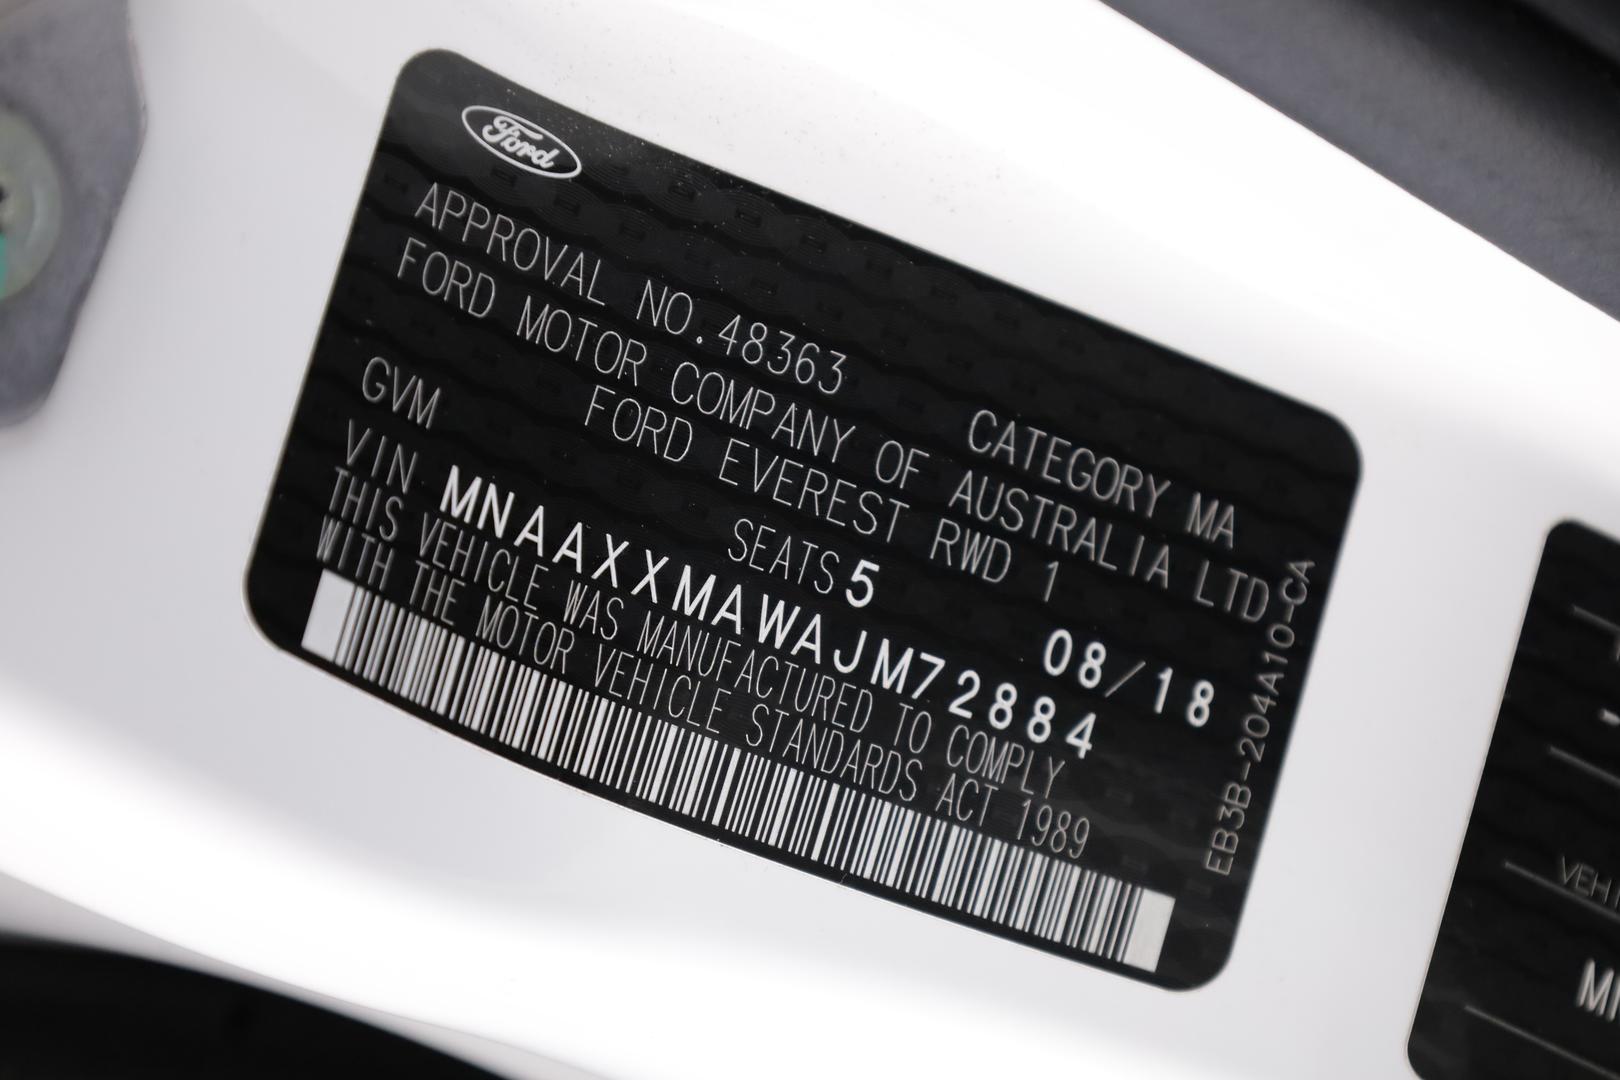 Ford
APPROVAL NO.48363 CATEGORY MA
FORD MOTOR COMPANY OF AUSTRALIA LTD
FORD EVEREST RWD 1
GVM SEATS 5 08/18
VIN MNAAXXMAWAJM72884
THIS VEHICLE WAS MANUFACTURED TO COMPLY
WITH THE MOTOR VEHICLE STANDARDS ACT 1989
EB3B-204A10-CA